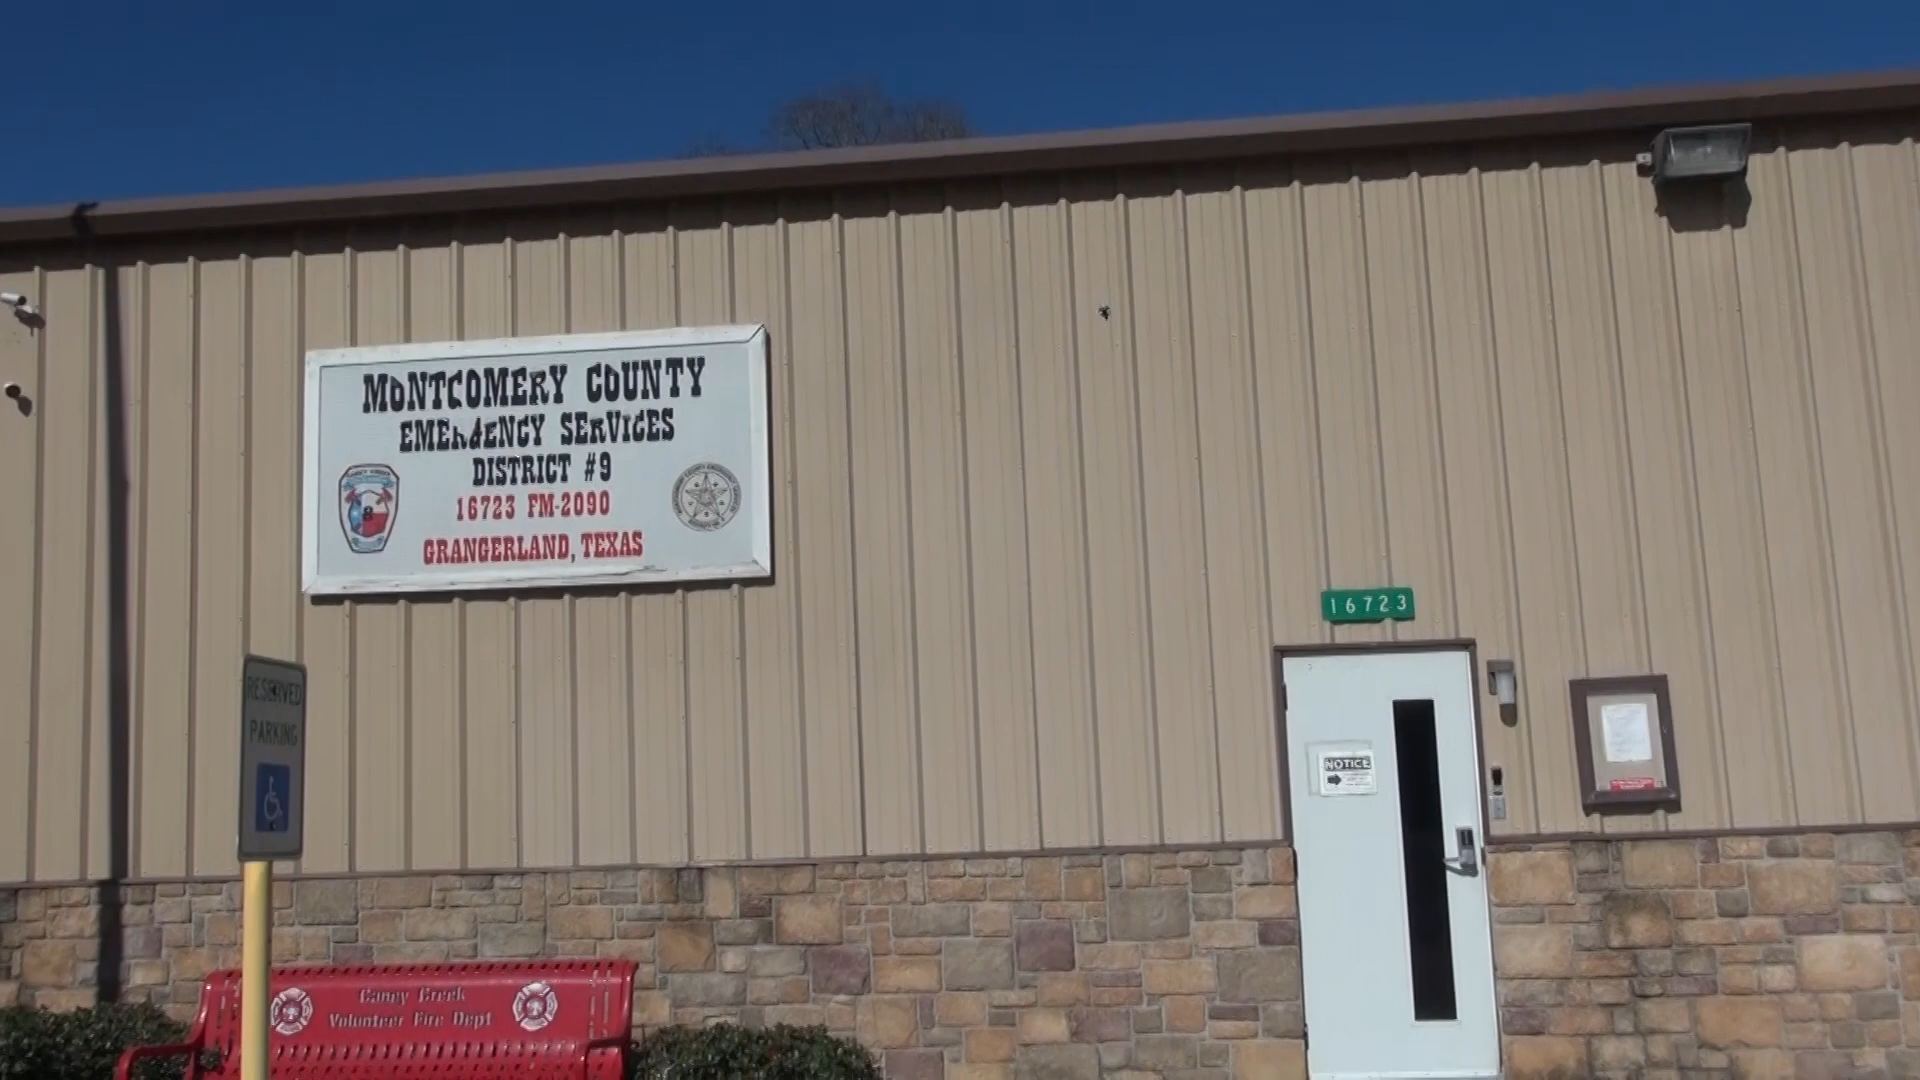 MONTGOMERY COUNTY
EMERGENCY SERVICES
DISTRICT #9
16723 FM-2090
GRANGERLAND, TEXAS
8
16723
RESERVED
PARKING
NOTICE
Caney Creek
Volunteer Fire Dept